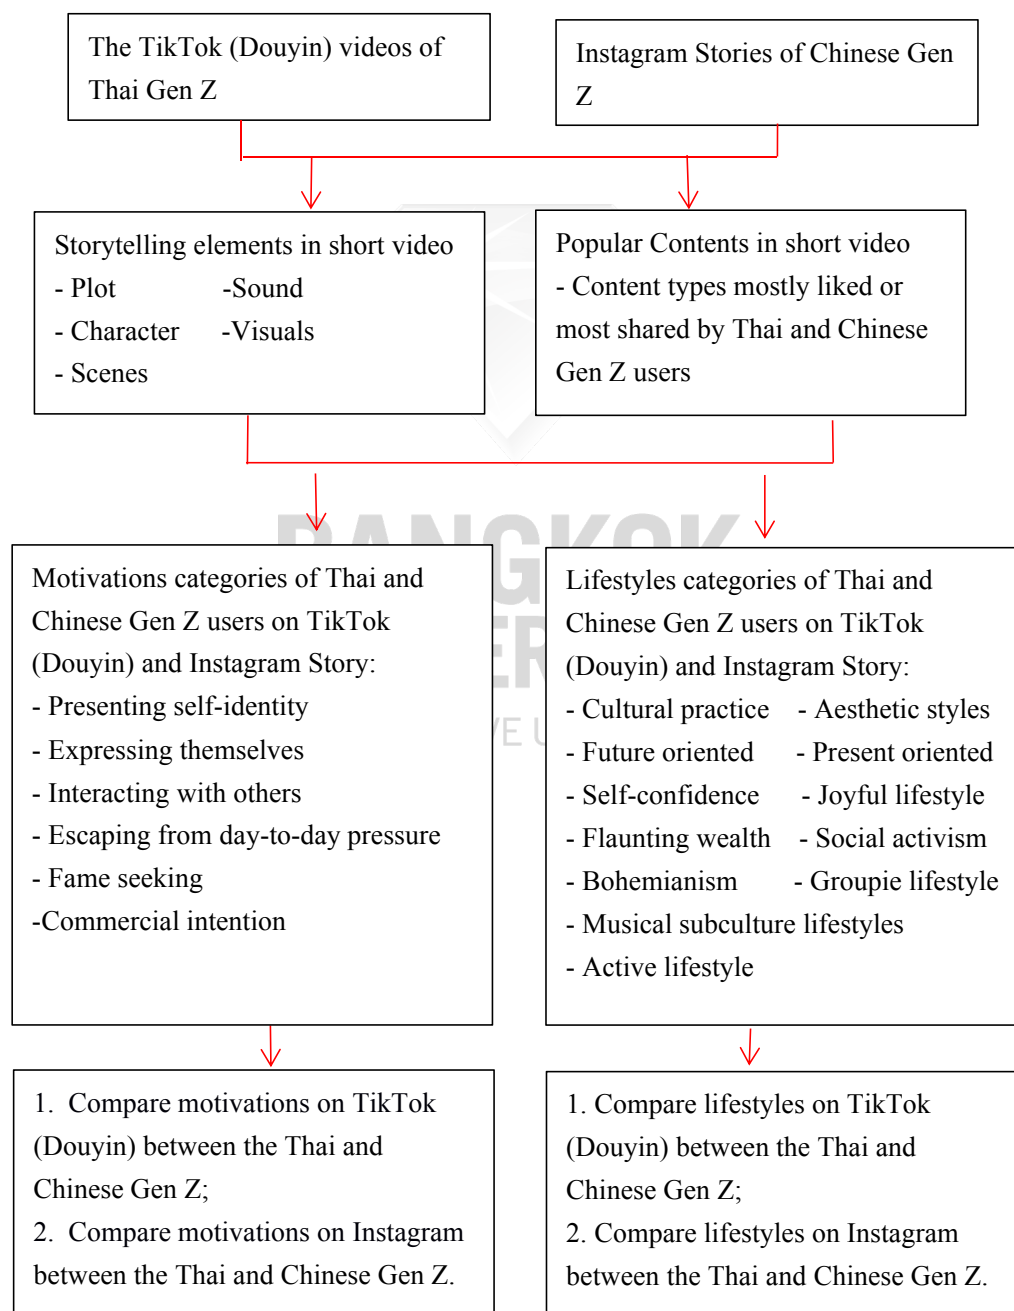 The TikTok (Douyin) videos of
Thai Gen Z
Instagram Stories of Chinese Gen
Z
Storytelling elements in short video
- Plot -Sound
- Character -Visuals
- Scenes
Popular Contents in short video
- Content types mostly liked or
most shared by Thai and Chinese
Gen Z users
Motivations categories of Thai and
Chinese Gen Z users on TikTok
(Douyin) and Instagram Story:
- Presenting self-identity
- Expressing themselves
- Interacting with others
- Escaping from day-to-day pressure
- Fame seeking
-Commercial intention
Lifestyles categories of Thai and
Chinese Gen Z users on TikTok
(Douyin) and Instagram Story:
- Cultural practice - Aesthetic styles
- Future oriented - Present oriented
- Self-confidence - Joyful lifestyle
- Flaunting wealth - Social activism
- Bohemianism - Groupie lifestyle
- Musical subculture lifestyles
- Active lifestyle
1. Compare motivations on TikTok
(Douyin) between the Thai and
Chinese Gen Z;
2. Compare motivations on Instagram
between the Thai and Chinese Gen Z.
1. Compare lifestyles on TikTok
(Douyin) between the Thai and
Chinese Gen Z;
2. Compare lifestyles on Instagram
between the Thai and Chinese Gen Z.
BANGKOK